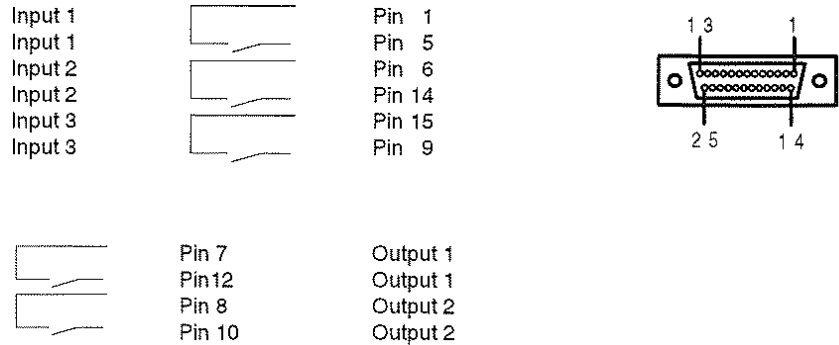 Input 1 Pin 1
Input 1 Pin 5
Input 2 Pin 6
Input 2 Pin 14
Input 3 Pin 15
Input 3 Pin 9
13 1
25 14
Pin 7 Output 1
Pin12 Output 1
Pin 8 Output 2
Pin 10 Output 2